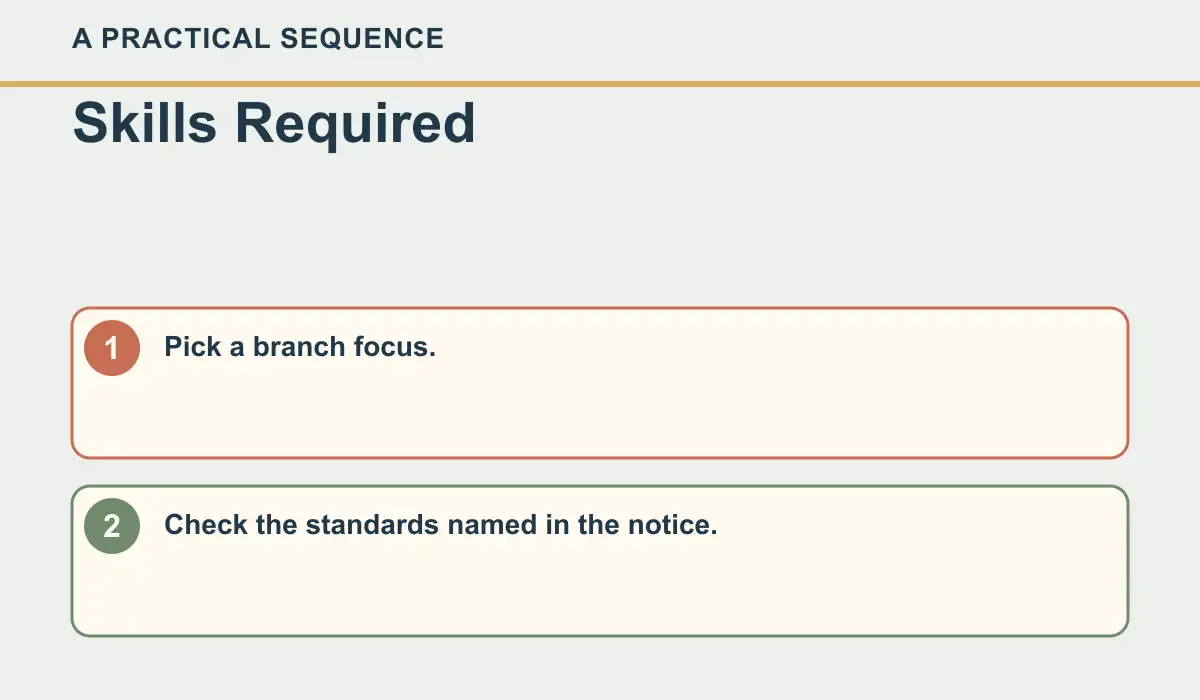 A PRACTICAL SEQUENCE
Skills Required
1 Pick a branch focus.
2 Check the standards named in the notice.